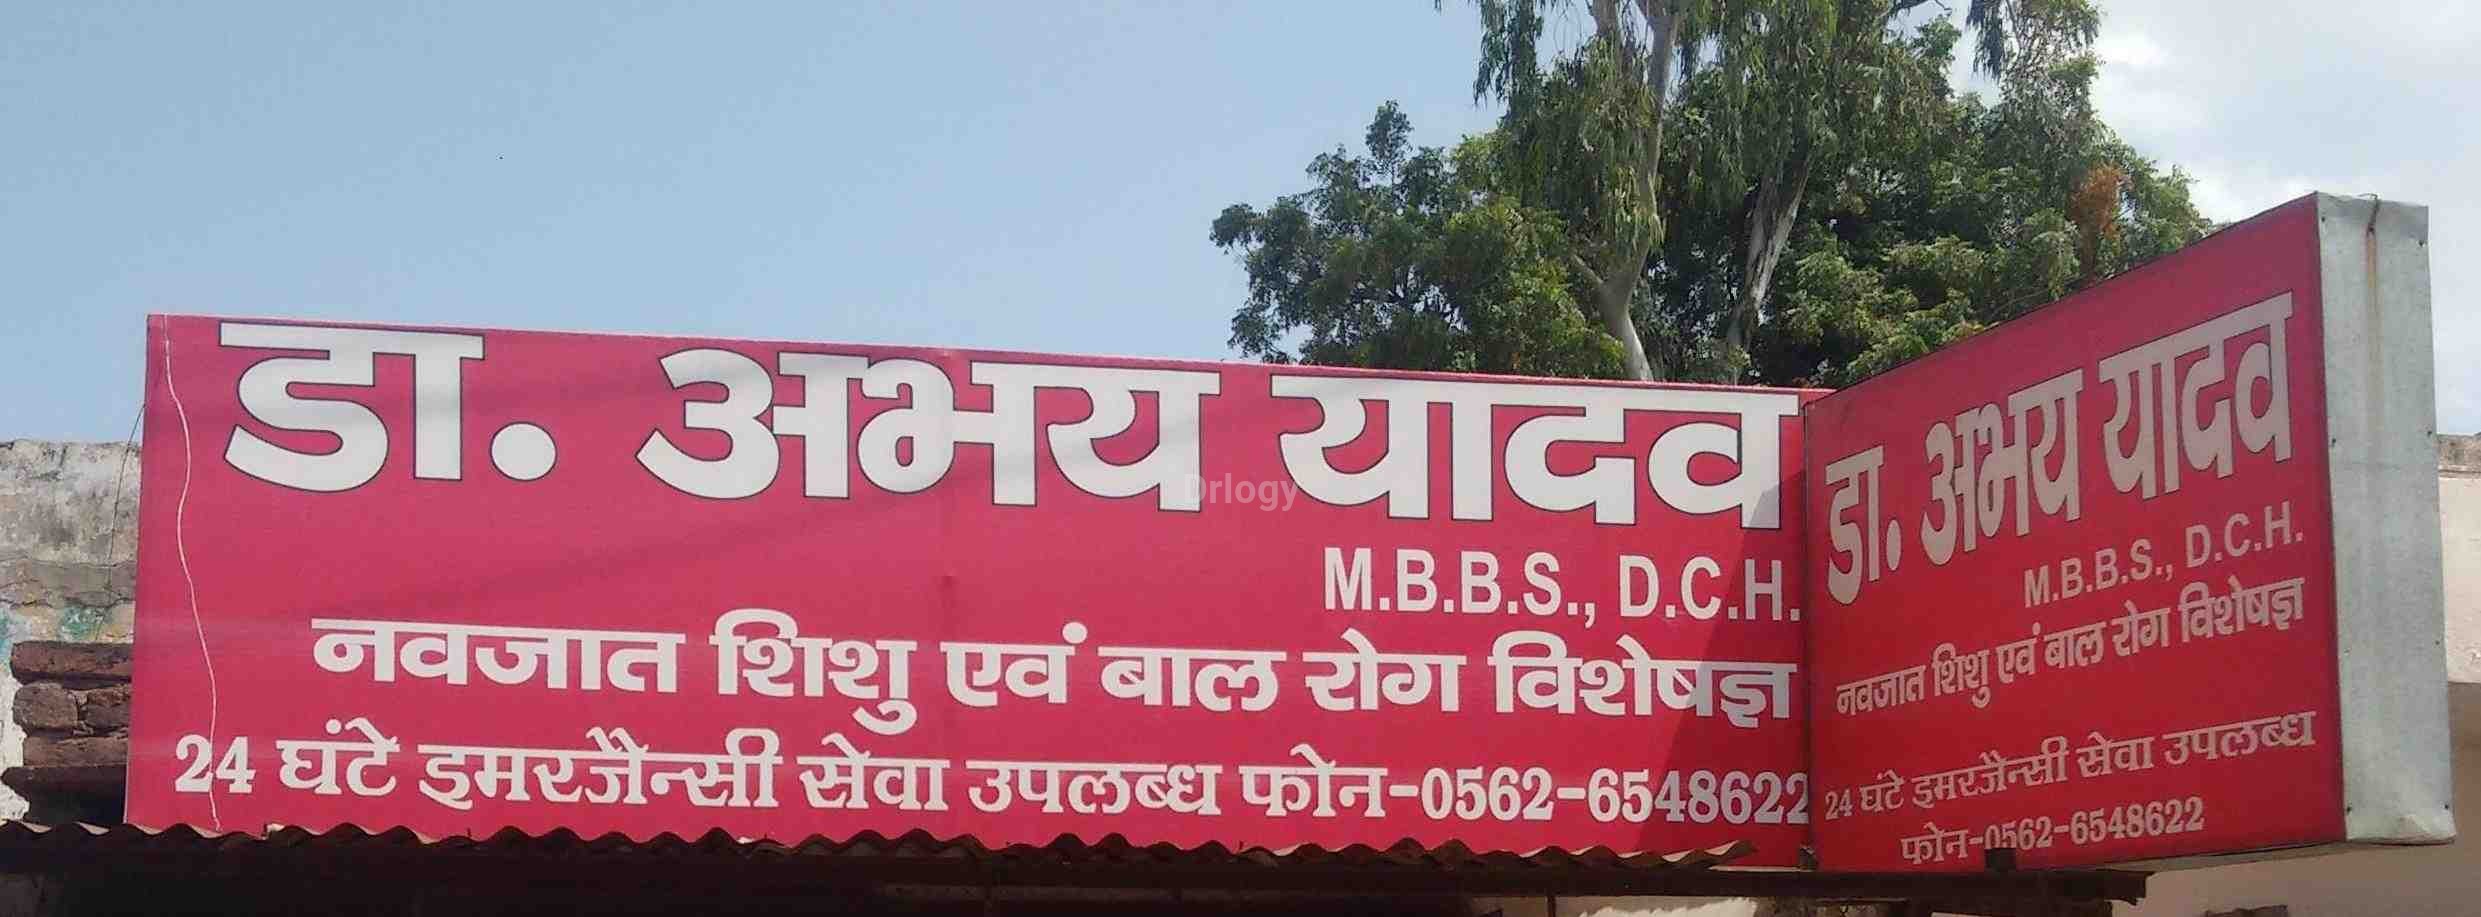 डा. अभय यादव
M.B.B.S., D.C.H.
नवजात शिशु एवं बाल रोग विशेषज्ञ
24 घंटे इमरजैन्सी सेवा उपलब्ध फोन-0562-6548622
डा. अभय यादव
M.B.B.S., D.C.H.
नवजात शिशु एवं बाल रोग विशेषज्ञ
24 घंटे इमरजैन्सी सेवा उपलब्ध
फोन-0562-6548622
Drlogy